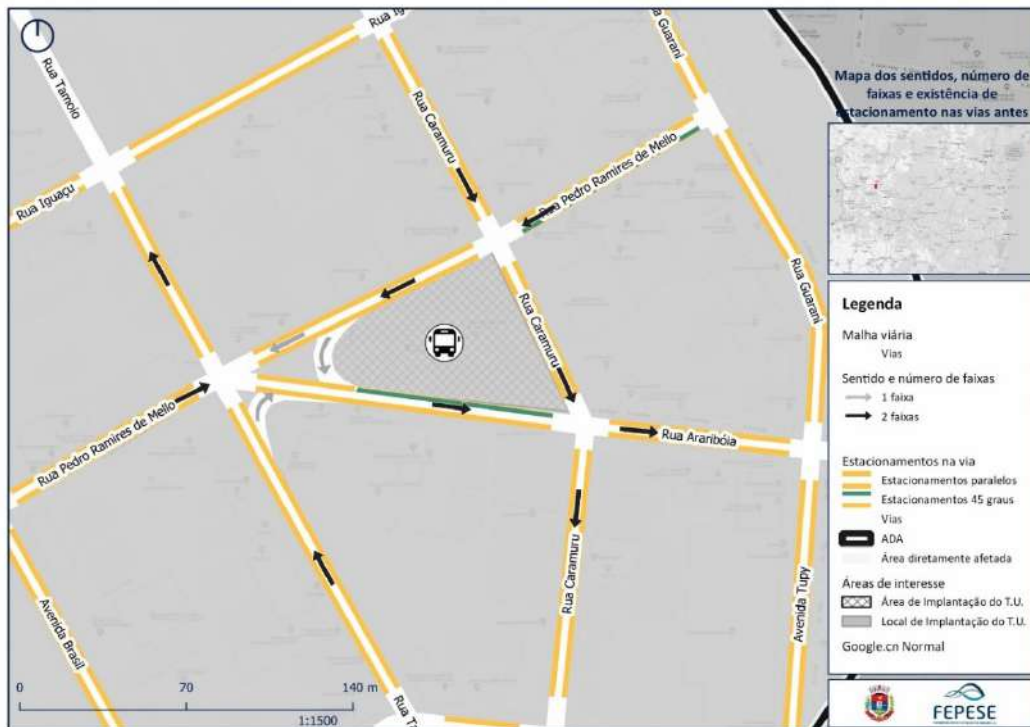 Rua Ig
Rua Guarani
Rua Tamoio
Rua Caramuru
Rua Pedro Ramires de Mello
Rua Iguaçu
Rua Guarani
Rua Caramuru
Rua Pedro Ramires de Mello
Rua Arariboia
Rua Caramuru
Avenida Tupy
Avenida Brasil
Rua T
0 70 140 m
1:1500
Mapa dos sentidos, número de
faixas e existência de
estacionamento nas vias antes
Legenda
Malha viária
Vias
Sentido e número de faixas
1 faixa
2 faixas
Estacionamentos na via
Estacionamentos paralelos
Estacionamentos 45 graus
Vias
ADA
Área diretamente afetada
Áreas de interesse
Área de Implantação do T.U.
Local de Implantação do T.U.
Google.cn Normal
FEPESE